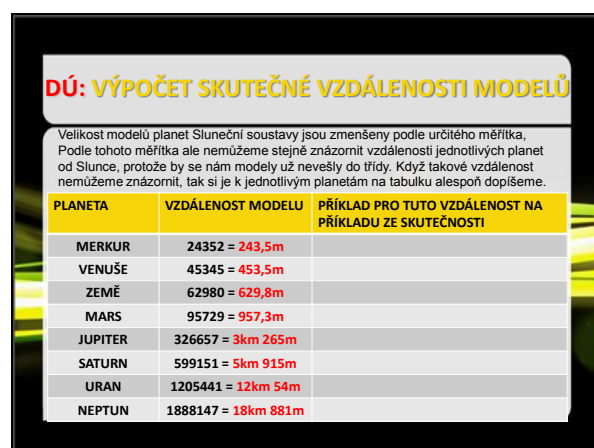 DÚ: VÝPOČET SKUTEČNÉ VZDÁLENOSTI MODELŮ
Velikost modelů planet Sluneční soustavy jsou zmenšeny podle určitého měřítka,
Podle tohoto měřítka ale nemůžeme stejně znázornit vzdálenosti jednotlivých planet
od Slunce, protože by se nám modely už nevešly do třídy. Když takové vzdálenost
nemůžeme znázornit, tak si je k jednotlivým planetám na tabulku alespoň dopíšeme.
PLANETA VZDÁLENOST MODELU PŘÍKLAD PRO TUTO VZDÁLENOST NA
PŘÍKLADU ZE SKUTEČNOSTI
MERKUR 24352 = 243,5m
VENUŠE 45345 = 453,5m
ZEMĚ 62980 = 629,8m
MARS 95729 = 957,3m
JUPITER 326657 = 3km 265m
SATURN 599151 = 5km 915m
URAN 1205441 = 12km 54m
NEPTUN 1888147 = 18km 881m